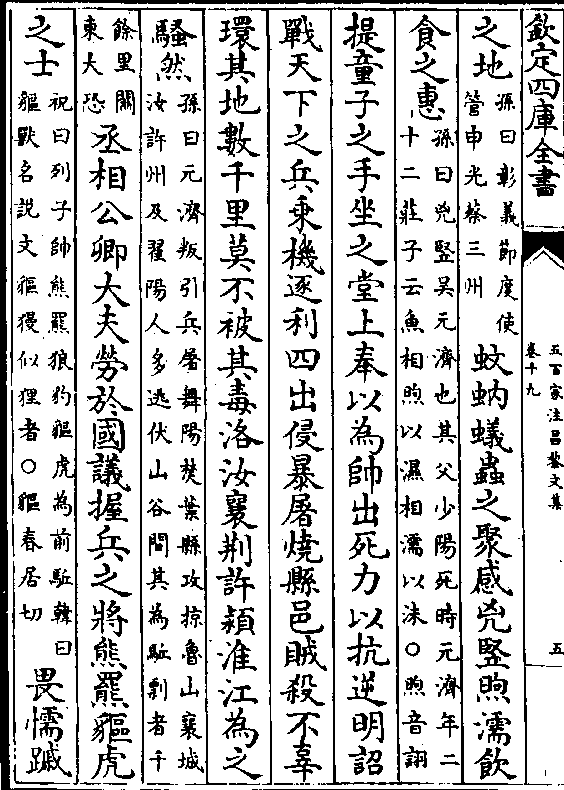 欽定四庫全書
五百家注昌黎文集
卷十九
五
之地
孫曰彰義節度使
管申光蔡三州
蚊蚋蟻蟲之聚感兇豎煦濡飲
食之惠
孫曰兇豎吳元濟也其父少陽死時元濟年二
十二莊子云魚相煦以濕相濡以沫○煦音詡
提童子之手坐之堂上奉以為帥出死力以抗逆明詔
戰天下之兵乘機逐利四出侵暴屠燒縣邑賊殺不辜
環其地數千里莫不被其毒洛汝襄荆許潁淮江為之
騷然
孫曰元濟叛引兵屠舞陽焚葉縣攻掠魯山襄城
汝許州及翟陽人多逃伏山谷間其為駈剽者千
餘里關
東大恐
丞相公卿大夫勞於國議握兵之將熊羆貙虎
之士
祝曰列子帥熊羆狼豹貙虎為前駈韓曰
貙獸名説文貙獌似狸者○貙春居切
畏懦蹴